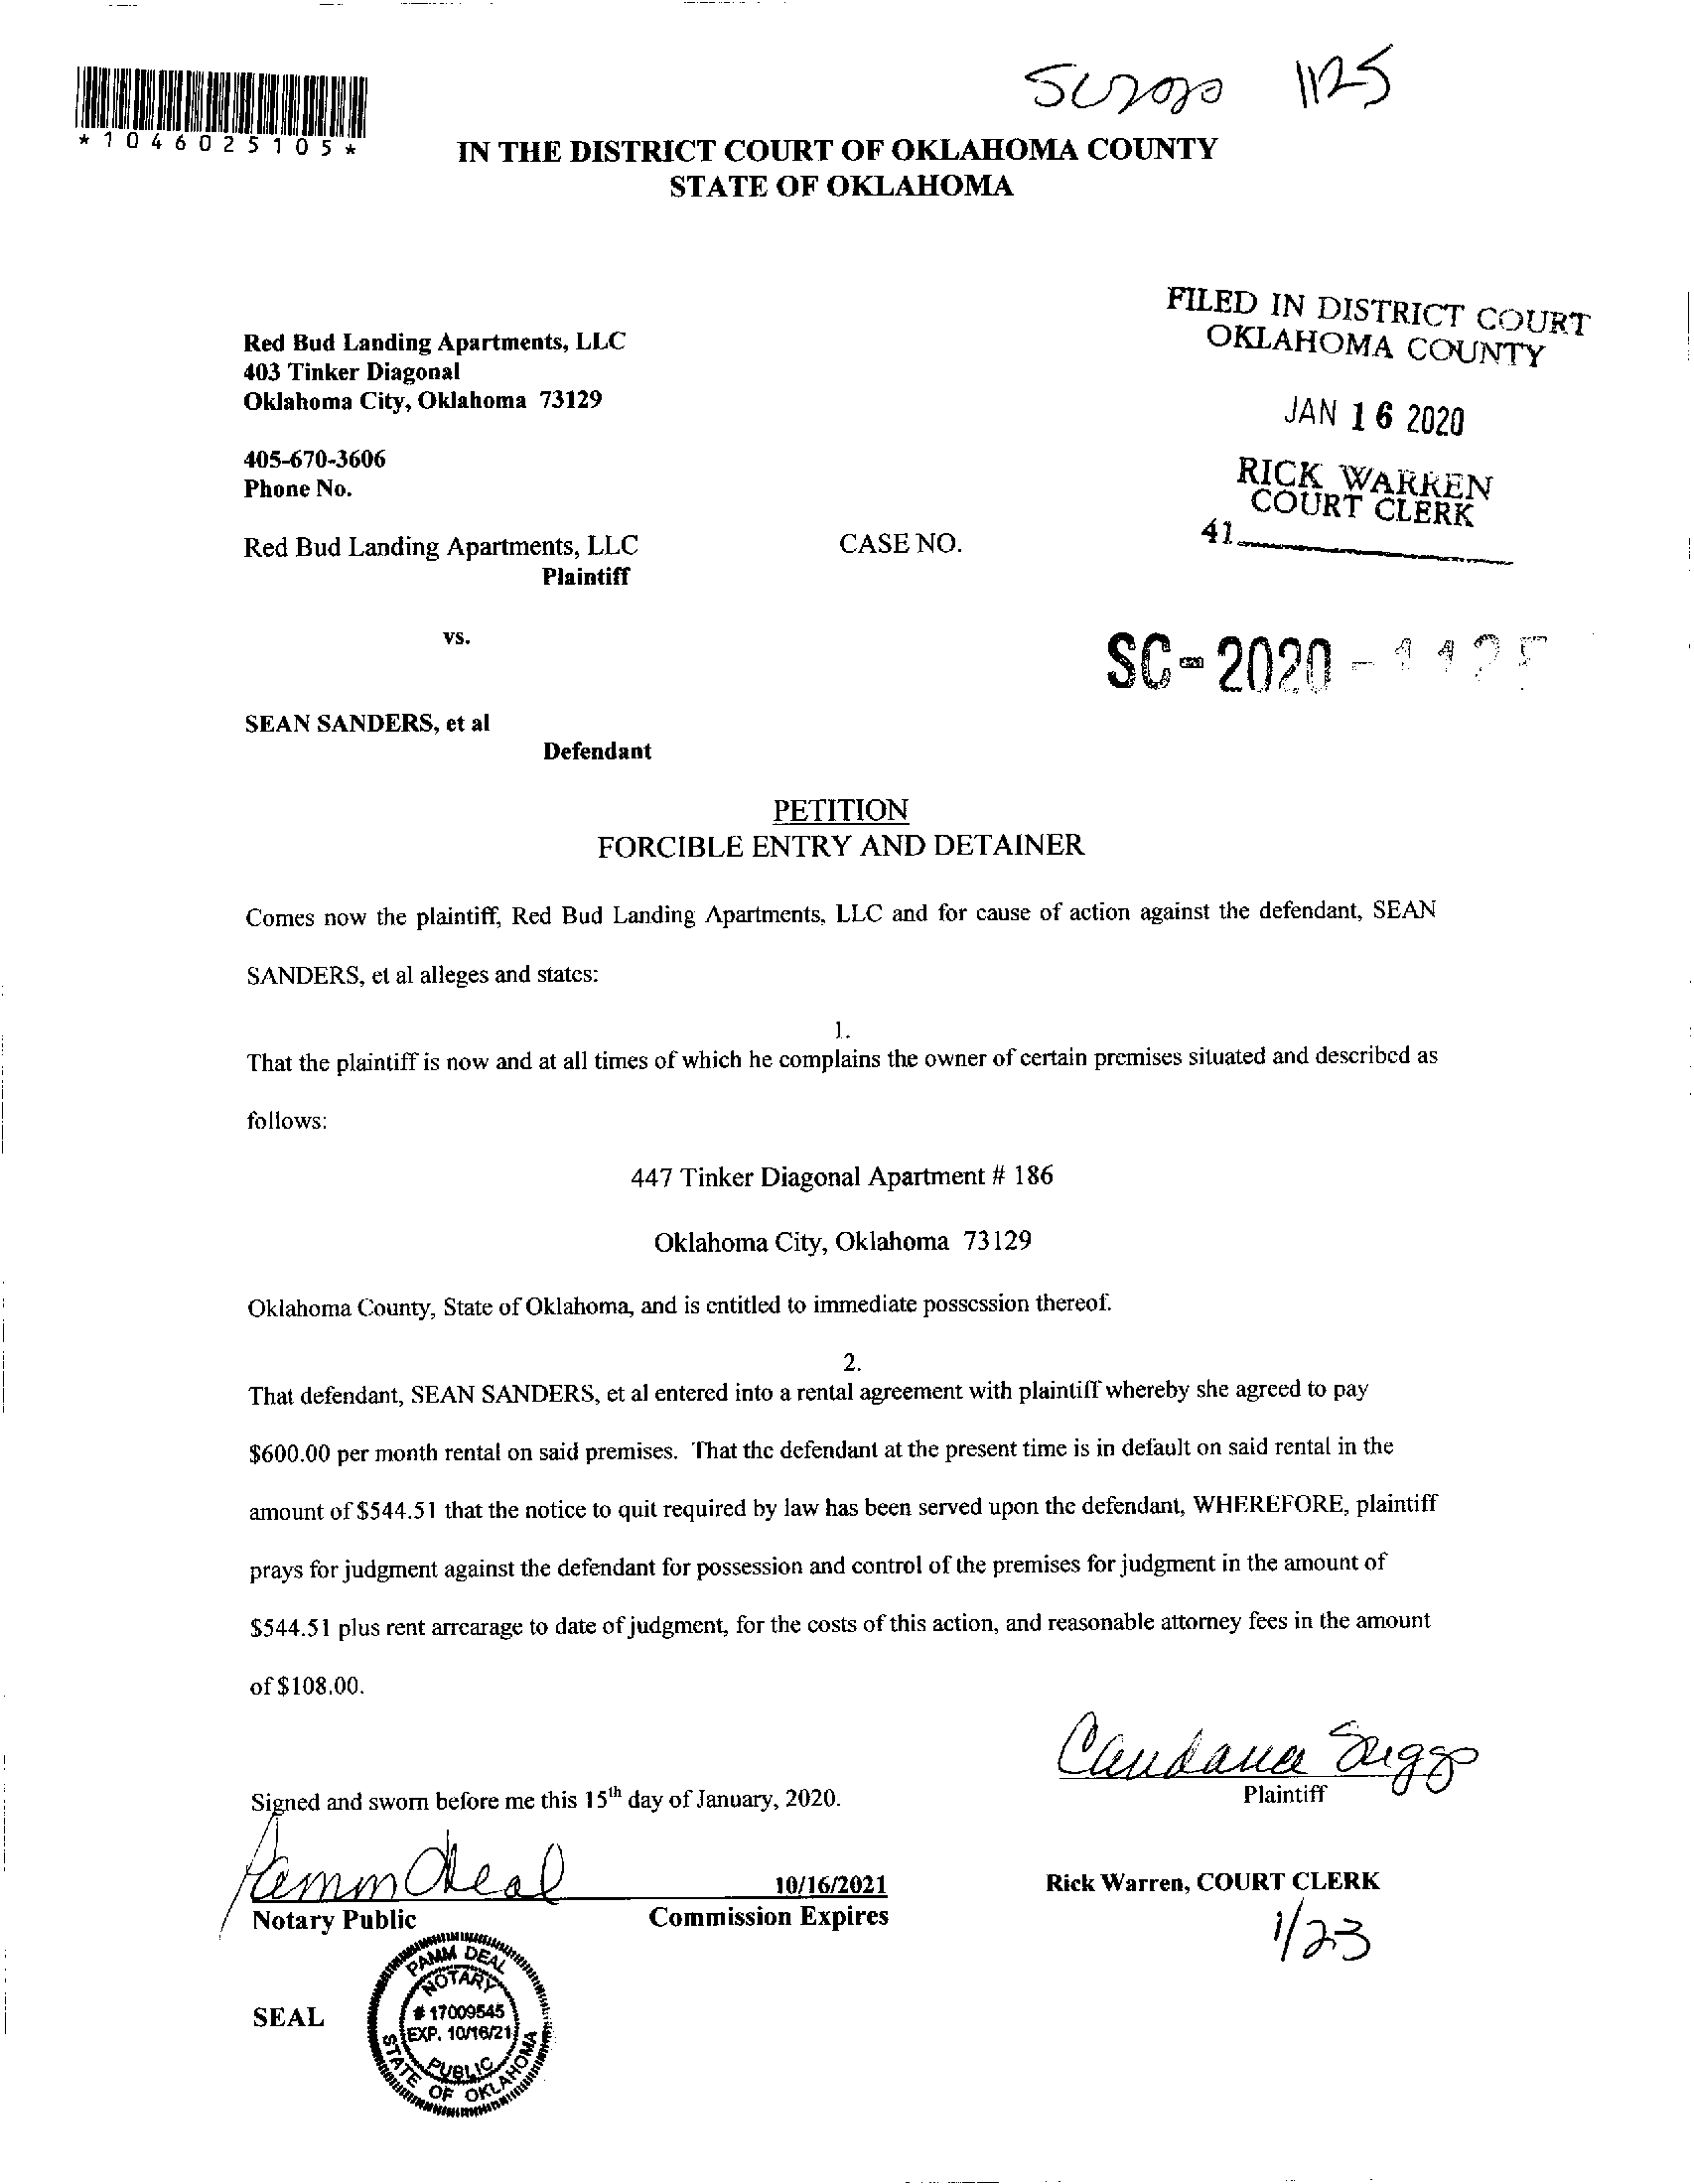 SC2020 1125
*1046025105*
IN THE DISTRICT COURT OF OKLAHOMA COUNTY
STATE OF OKLAHOMA
FILED IN DISTRICT COURT
OKLAHOMA COUNTY
JAN 16 2020
RICK WARREN
COURT CLERK
41
Red Bud Landing Apartments, LLC
403 Tinker Diagonal
Oklahoma City, Oklahoma 73129
405-670-3606
Phone No.
Red Bud Landing Apartments, LLC CASE NO.
Plaintiff
vs.
SC-2020-1125
SEAN SANDERS, et al
Defendant
PETITION
FORCIBLE ENTRY AND DETAINER
Comes now the plaintiff, Red Bud Landing Apartments, LLC and for cause of action against the defendant, SEAN
SANDERS, et al alleges and states:
1.
That the plaintiff is now and at all times of which he complains the owner of certain premises situated and described as
follows:
447 Tinker Diagonal Apartment # 186
Oklahoma City, Oklahoma 73129
Oklahoma County, State of Oklahoma, and is entitled to immediate possession thereof.
2.
That defendant, SEAN SANDERS, et al entered into a rental agreement with plaintiff whereby she agreed to pay
$600.00 per month rental on said premises. That the defendant at the present time is in default on said rental in the
amount of $544.51 that the notice to quit required by law has been served upon the defendant, WHEREFORE, plaintiff
prays for judgment against the defendant for possession and control of the premises for judgment in the amount of
$544.51 plus rent arrearage to date of judgment, for the costs of this action, and reasonable attorney fees in the amount
of $108.00.
Suggs
Plaintiff
Signed and sworn before me this 15th day of January, 2020.
Pamm Deal
10/16/2021
Rick Warren, COURT CLERK
Notary Public
Commission Expires
1/23
SEAL
PAMM DEAL
NOTARY
# 17009545
EXP. 10/16/21
PUBLIC
STATE OF OKLAHOMA